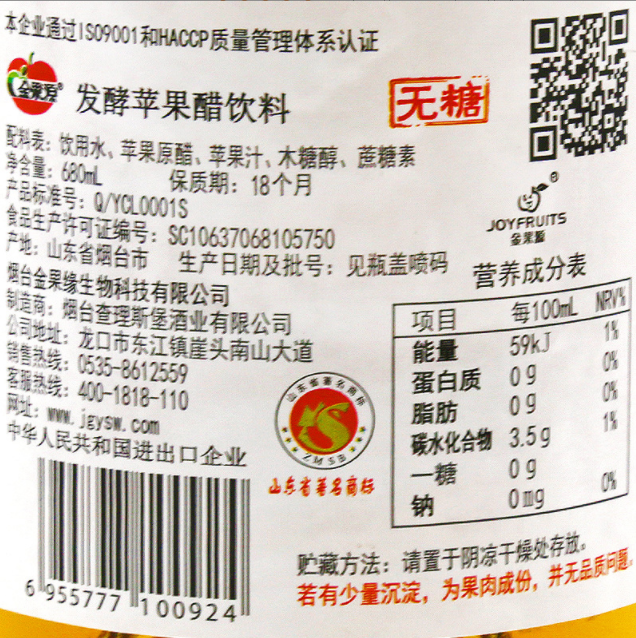 本企业通过ISO9001和HACCP质量管理体系认证
金果源®
发酵苹果醋饮料
无糖
配料表：饮用水、苹果原醋、苹果汁、木糖醇、蔗糖素
净含量：680mL 保质期：18个月
产品标准号：Q/YCL0001S
食品生产许可证编号：SC10637068105750
产地：山东省烟台市 生产日期及批号：见瓶盖喷码
烟台金果缘生物科技有限公司
制造商：烟台查理斯堡酒业有限公司
公司地址：龙口市东江镇崖头南山大道
销售热线：0535-8612559
客服热线：400-1818-110
网址：www.jgysw.com
中华人民共和国进出口企业
6 955777 100924
JOYFRUITS
金果源
营养成分表
项目 每100mL NRV%
能量 59kJ 1%
蛋白质 0g 0%
脂肪 0g 0%
碳水化合物 3.5g 1%
一糖 0g
钠 0mg 0%
山东省著名商标
ZMSB
山东省著名商标
贮藏方法：请置于阴凉干燥处存放。
若有少量沉淀，为果肉成份，并无品质问题。